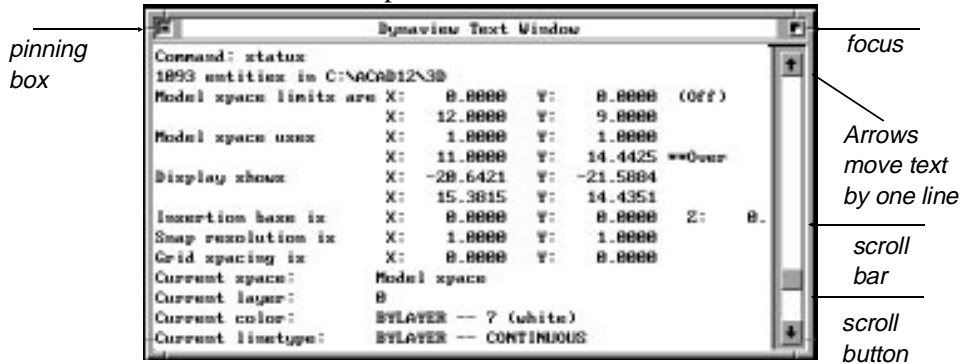 Dynaview Text Window
pinning
box
focus
Command: status
1093 entities in C:\ACAD12\3D
Model space limits are X: 0.0000 Y: 0.0000 (Off)
X: 12.0000 Y: 9.0000
Model space uses X: 1.0000 Y: 1.0000
X: 11.0000 Y: 14.4425 **Over
Display shows X: -20.6421 Y: -21.5804
X: 15.3815 Y: 14.4351
Insertion base is X: 0.0000 Y: 0.0000 Z: 0.
Snap resolution is X: 1.0000 Y: 1.0000
Grid spacing is X: 0.0000 Y: 0.0000
Current space: Model space
Current layer: 0
Current color: BYLAYER -- 7 (white)
Current linetype: BYLAYER -- CONTINUOUS
Arrows
move text
by one line
scroll
bar
scroll
button